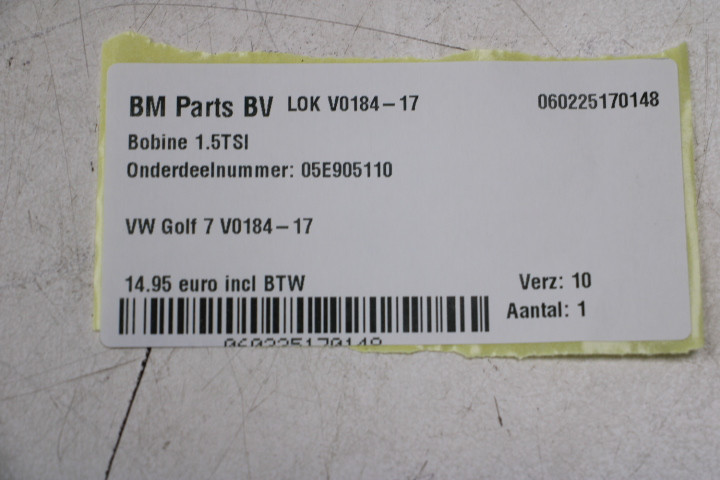 BM Parts BV LOK V0184-17 060225170148
Bobine 1.5TSI
Onderdeelnummer: 05E905110
VW Golf 7 V0184-17
14.95 euro incl BTW Verz: 10
Aantal: 1
060225170148